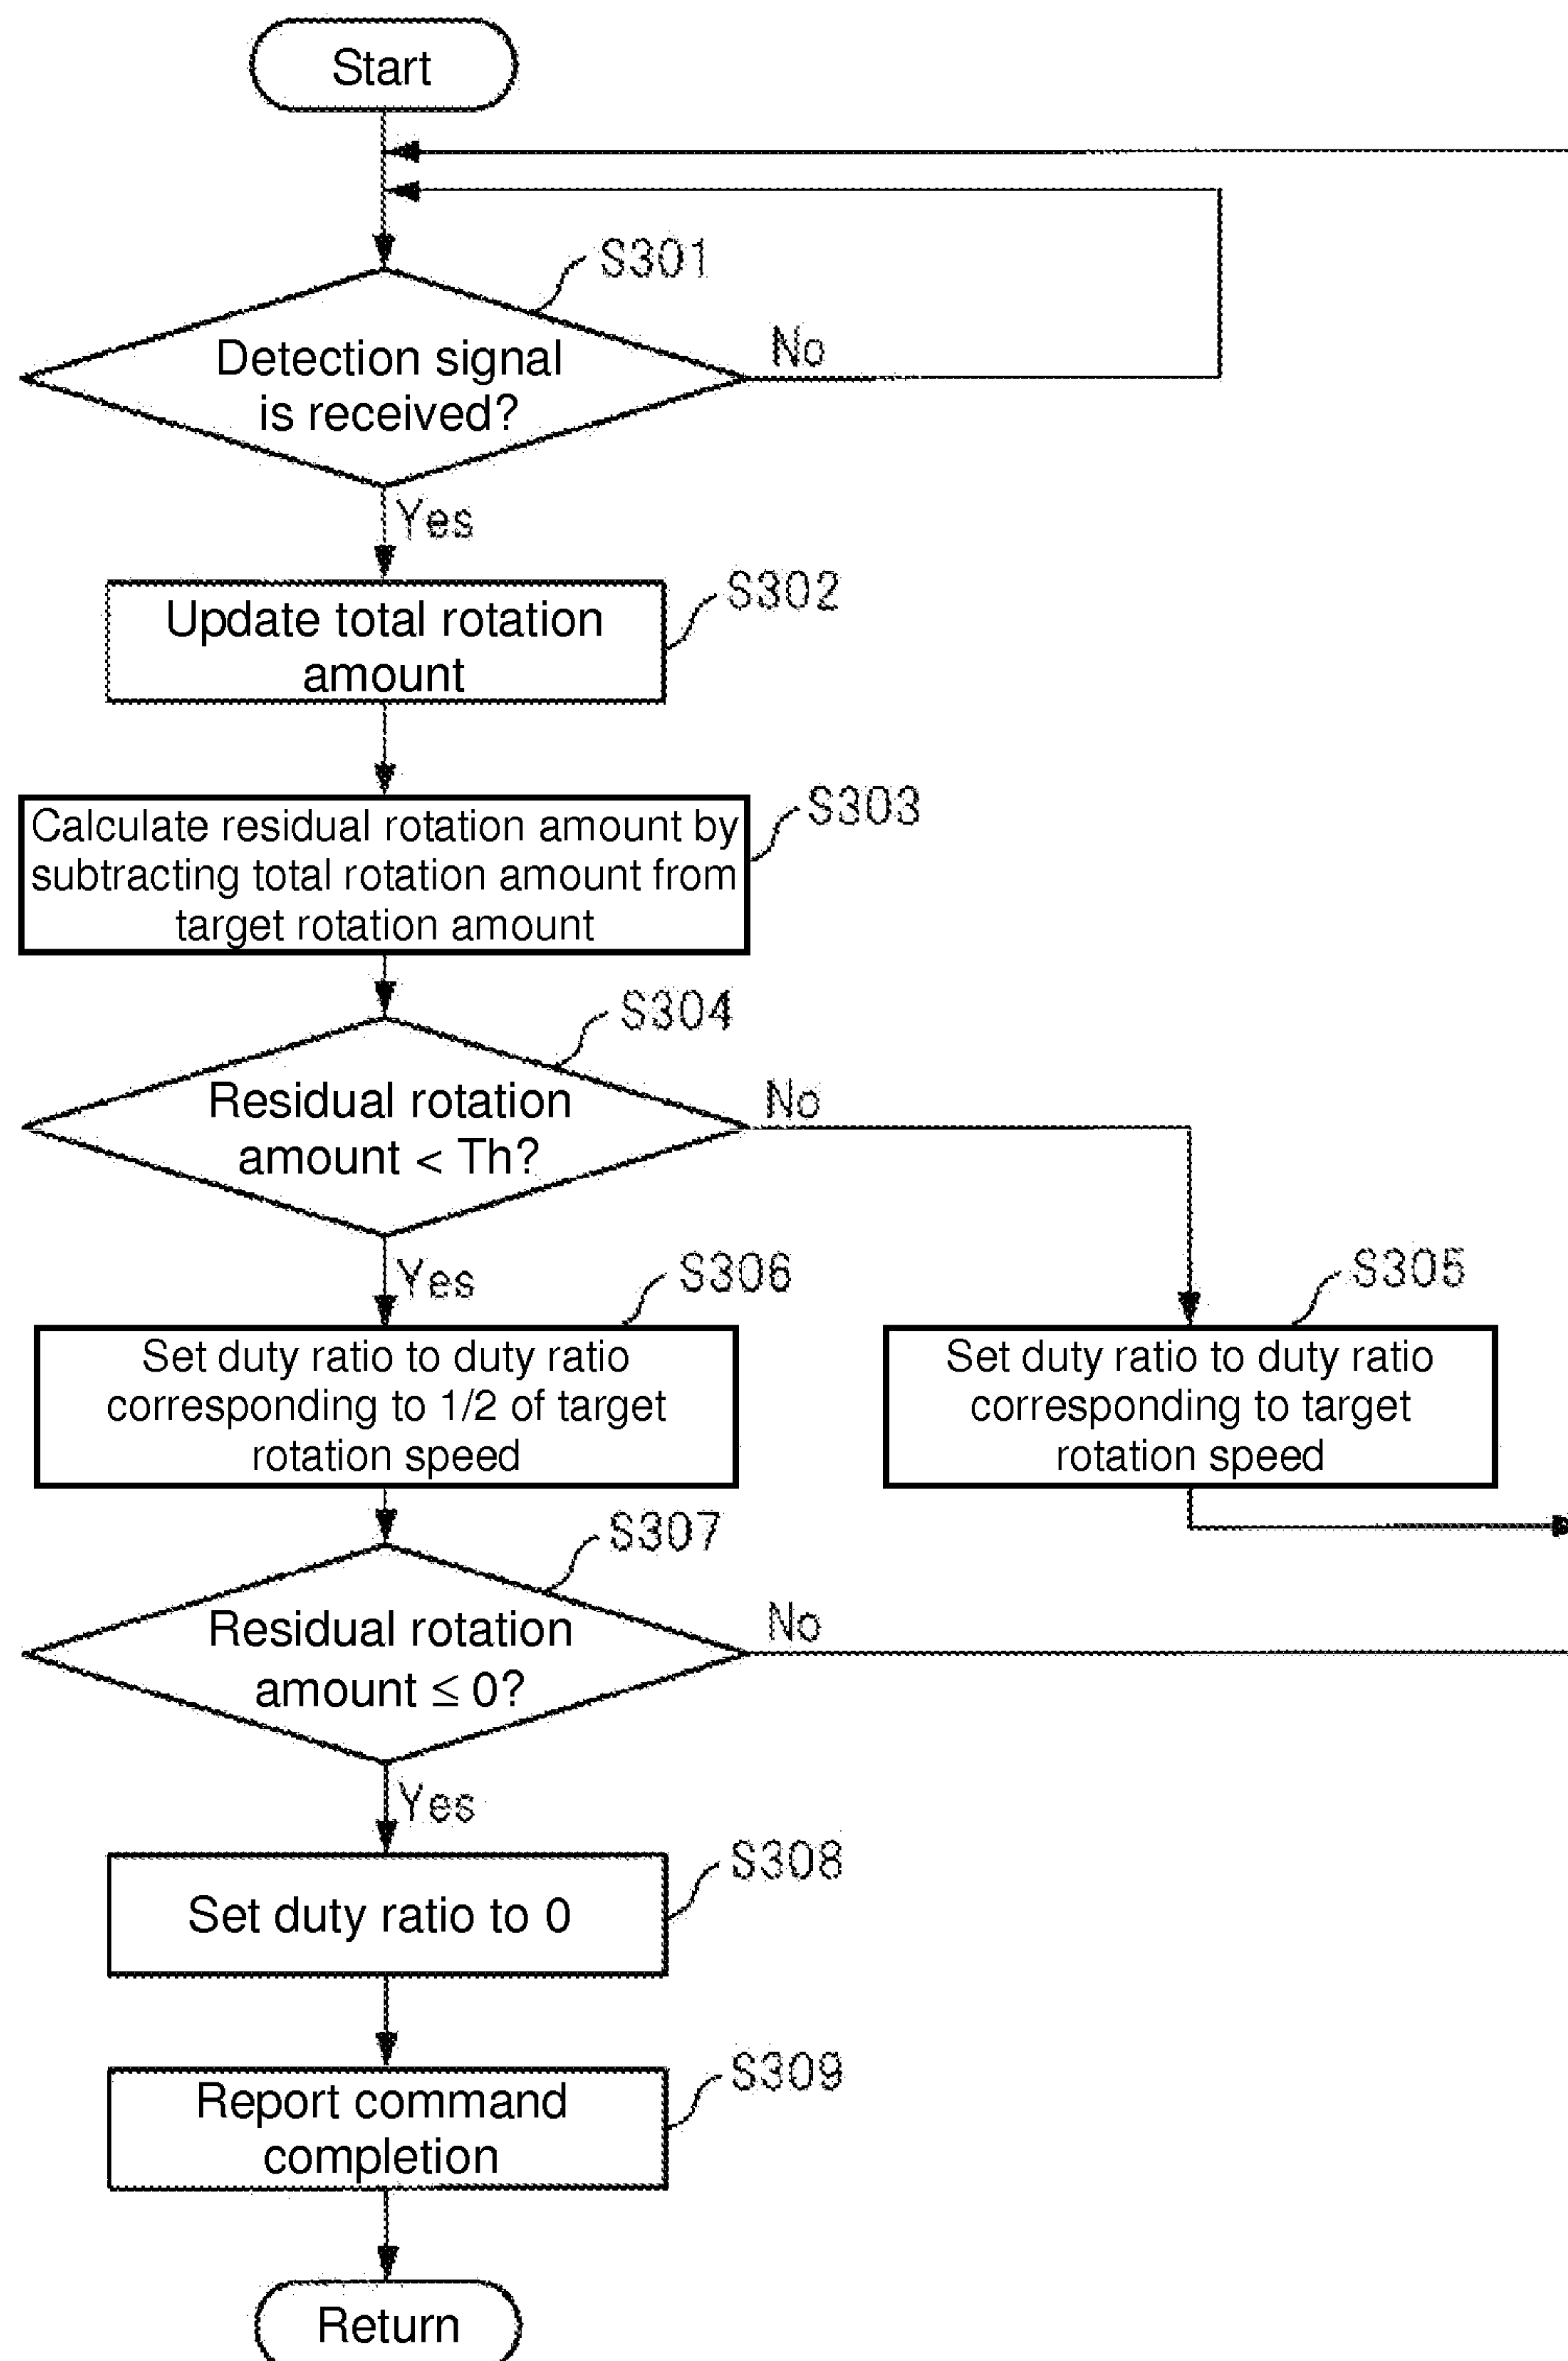 Start
S301
Detection signal
is received?
No
Yes
S302
Update total rotation
amount
S303
Calculate residual rotation amount by
subtracting total rotation amount from
target rotation amount
S304
Residual rotation
amount < Th?
No
Yes
S306
Set duty ratio to duty ratio
corresponding to 1/2 of target
rotation speed
S305
Set duty ratio to duty ratio
corresponding to target
rotation speed
S307
Residual rotation
amount ≤ 0?
No
Yes
S308
Set duty ratio to 0
S309
Report command
completion
Return